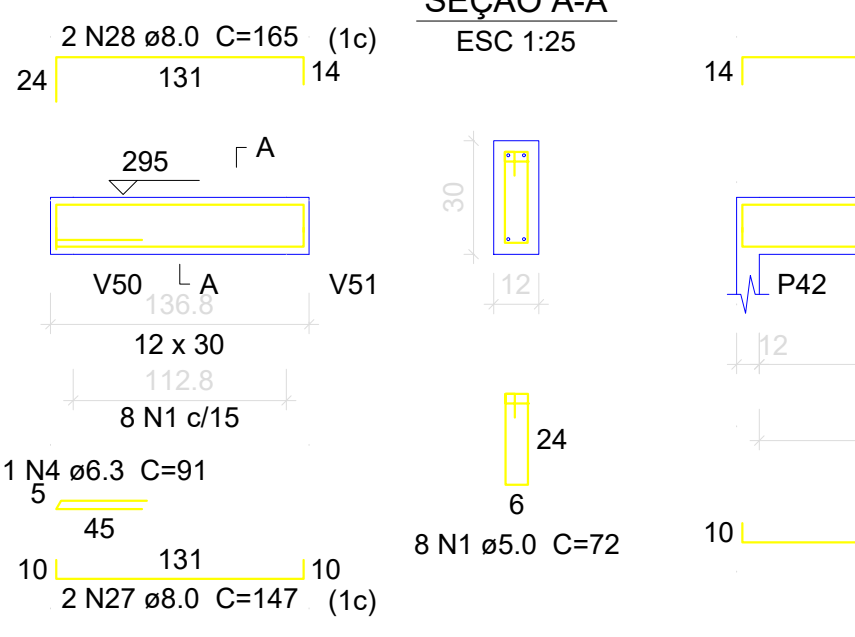 SEÇÃO A-A
2 N28 ø8.0 C=165 (1c)
ESC 1:25
24
131
14
14
A
295
30
V50
A
V51
12
P42
136.8
12 x 30
12
112.8
8 N1 c/15
24
1 N4 ø6.3 C=91
5
6
45
8 N1 ø5.0 C=72
10
131
10
10
2 N27 ø8.0 C=147 (1c)